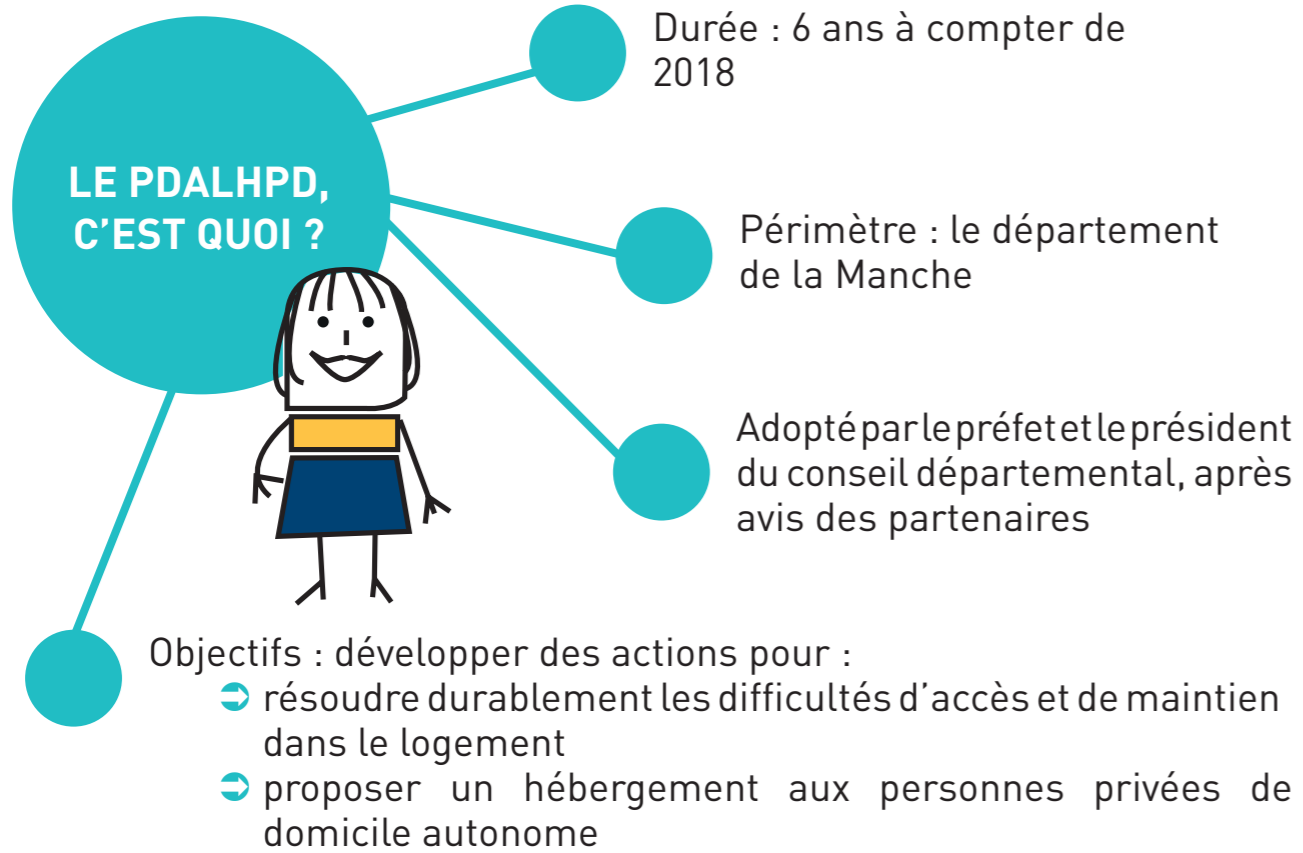 LE PDALHPD,
C'EST QUOI ?
Durée : 6 ans à compter de
2018
Périmètre : le département
de la Manche
Adopté par le préfet et le président
du conseil départemental, après
avis des partenaires
Objectifs : développer des actions pour :
➲ résoudre durablement les difficultés d'accès et de maintien
dans le logement
➲ proposer un hébergement aux personnes privées de
domicile autonome